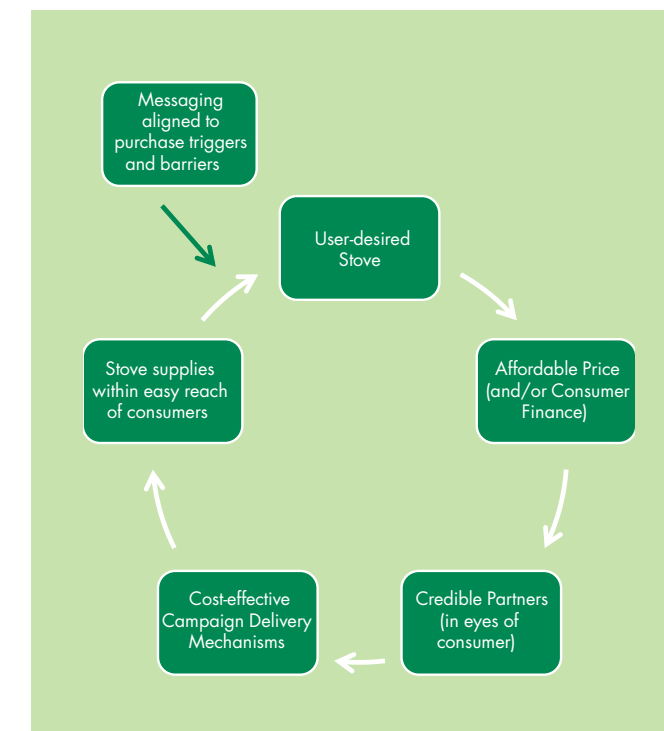 Messaging
aligned to
purchase triggers
and barriers
User-desired
Stove
Affordable Price
(and/or Consumer
Finance)
Credible Partners
(in eyes of
consumer)
Cost-effective
Campaign Delivery
Mechanisms
Stove supplies
within easy reach
of consumers